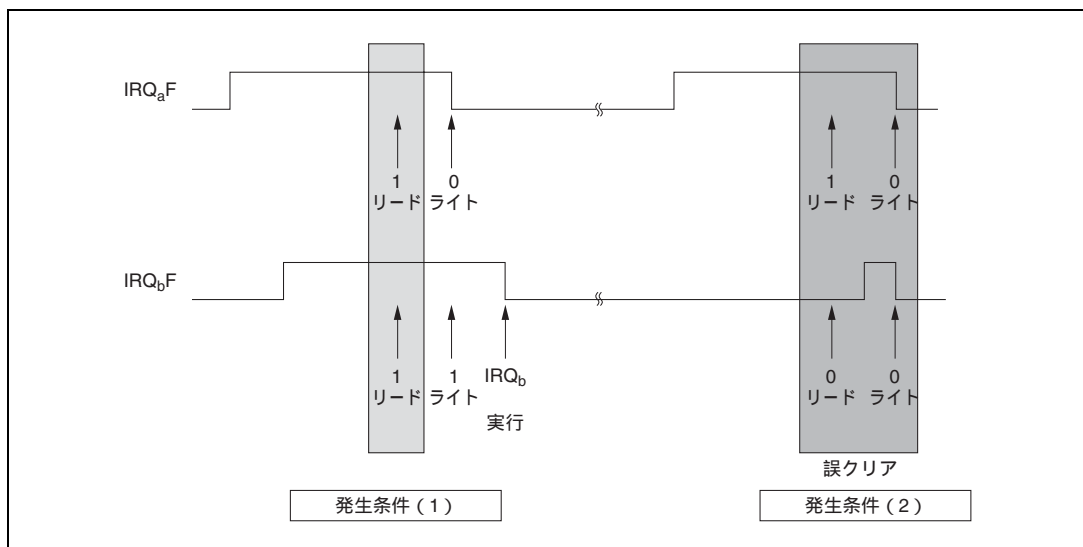 IRQaF
1 0 1 0
リード ライト リード ライト
IRQbF
1 1 IRQb 0 0
リード ライト リード ライト
実行
誤クリア
発生条件(1) 発生条件(2)